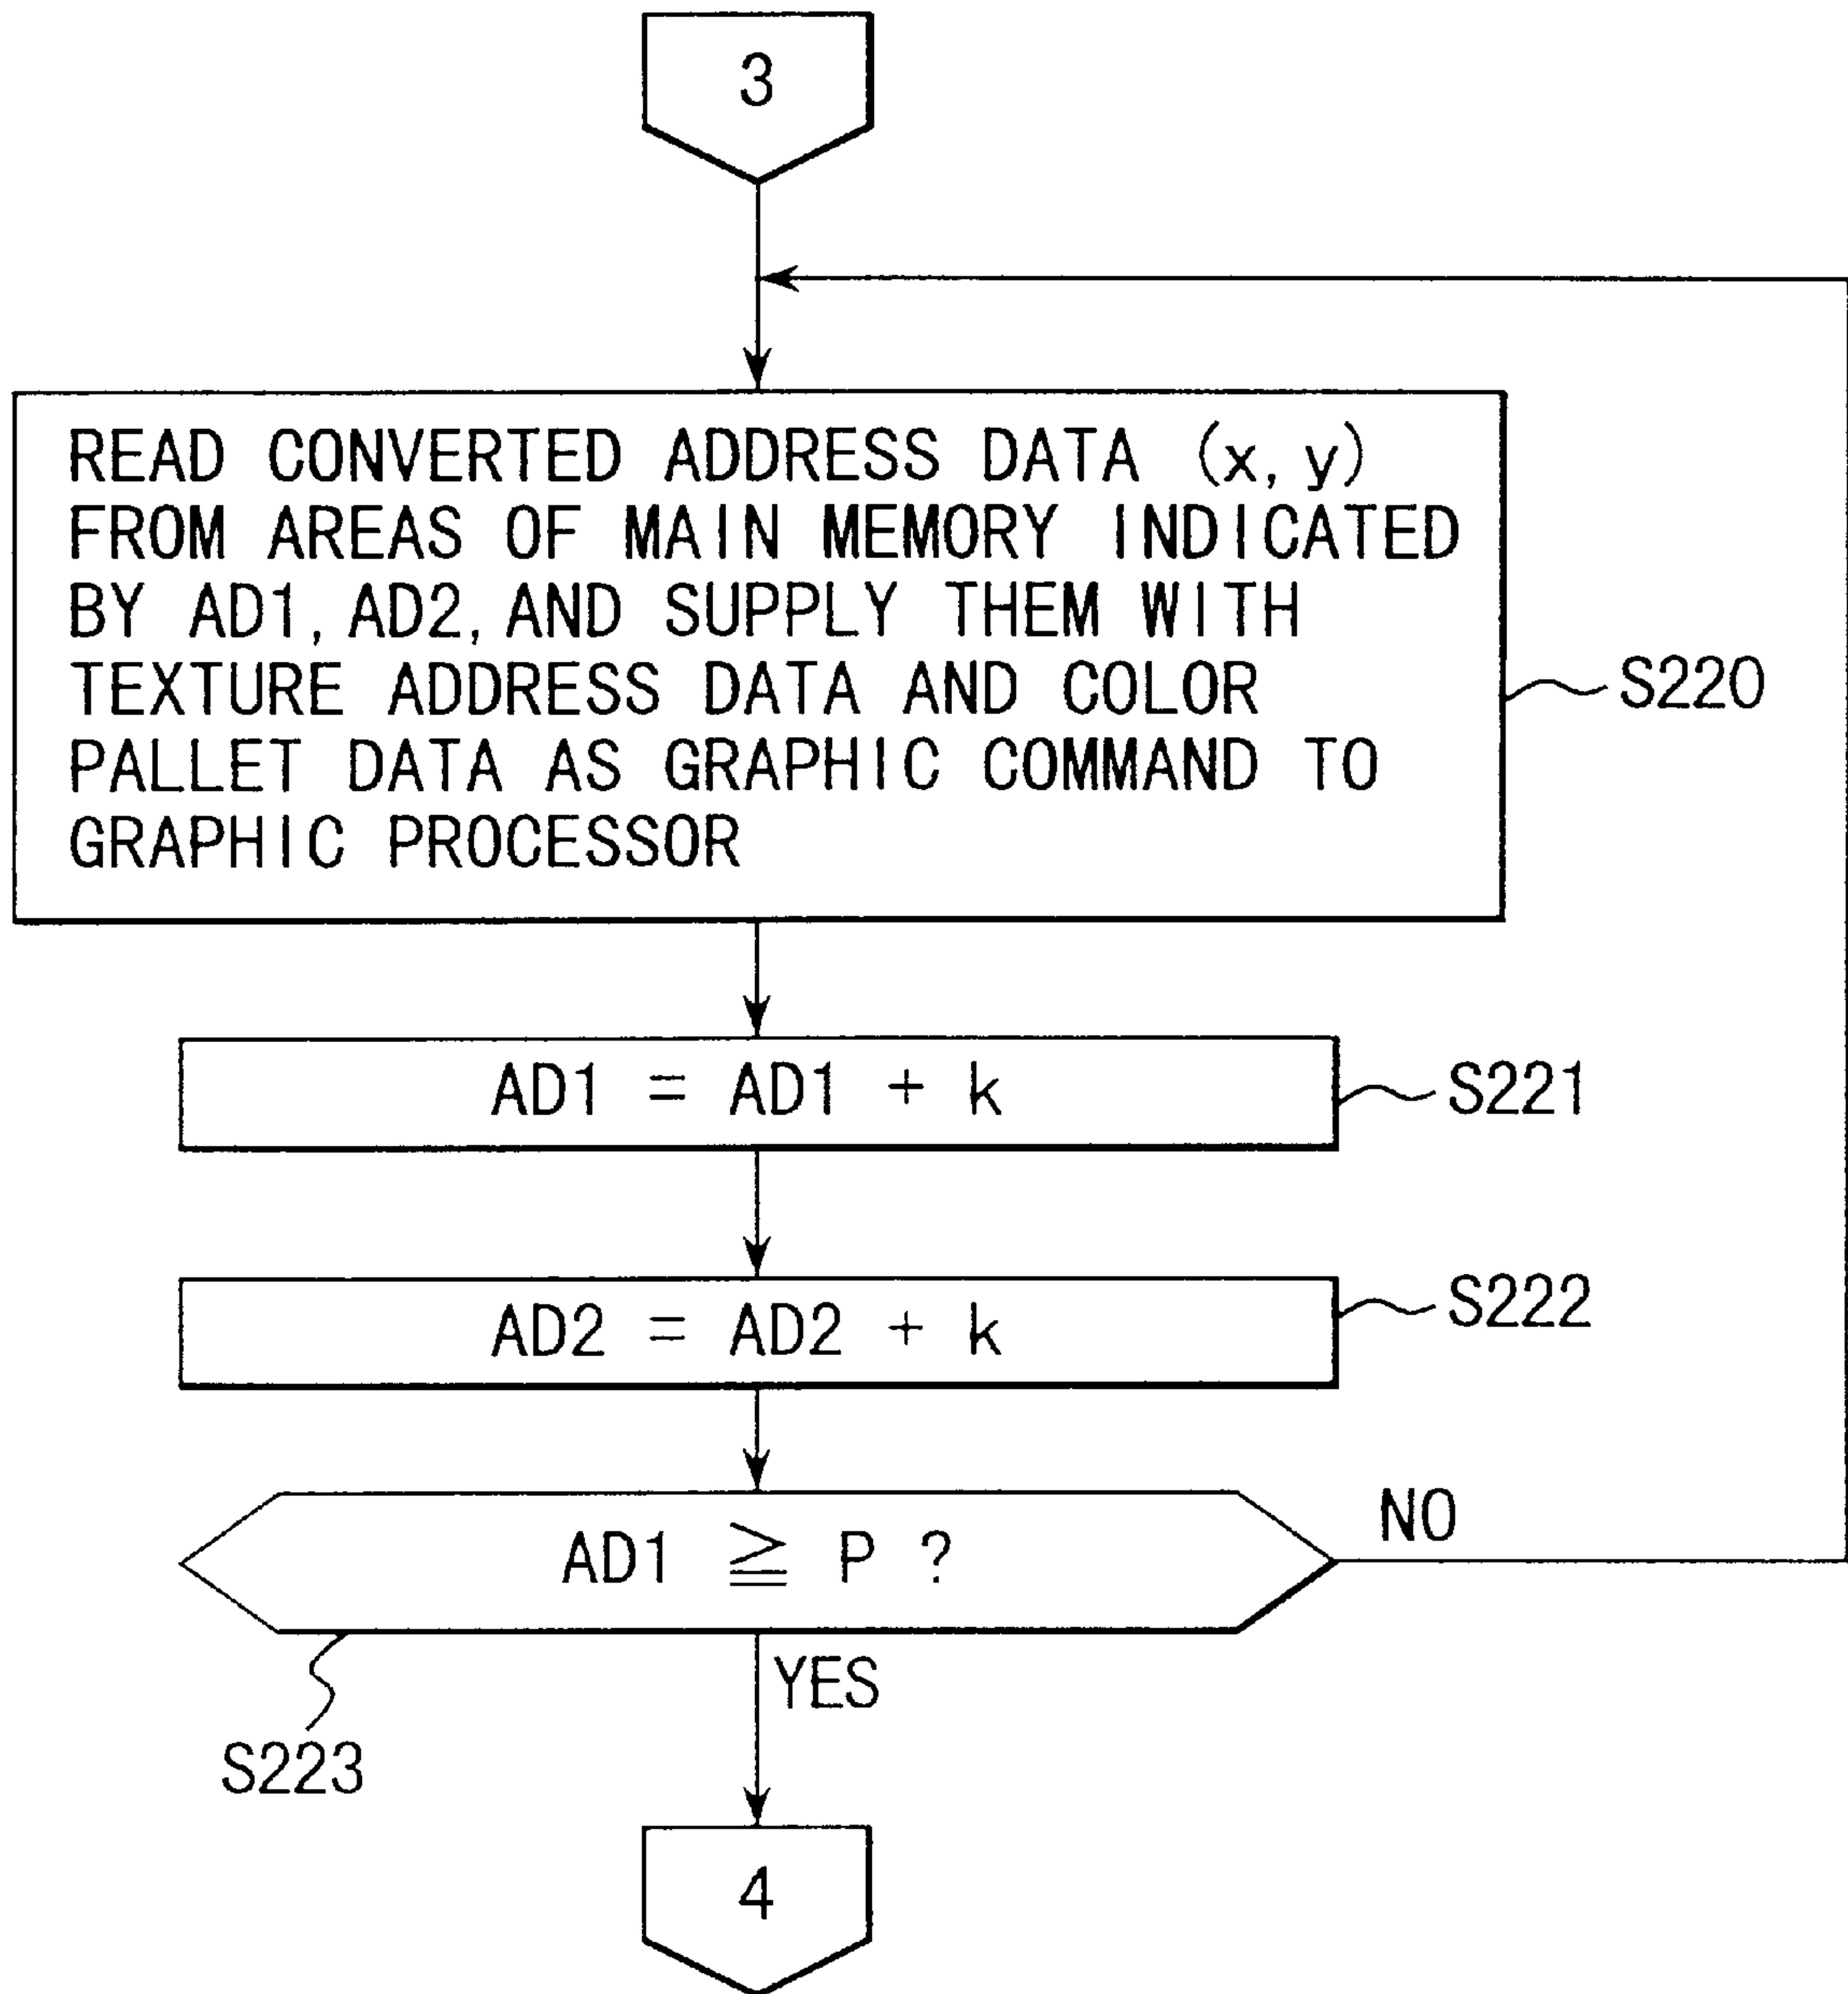 3
READ CONVERTED ADDRESS DATA (x, y)
FROM AREAS OF MAIN MEMORY INDICATED
BY AD1, AD2, AND SUPPLY THEM WITH
TEXTURE ADDRESS DATA AND COLOR
PALLET DATA AS GRAPHIC COMMAND TO
GRAPHIC PROCESSOR
S220
AD1 = AD1 + k
S221
AD2 = AD2 + k
S222
AD1 ≧ P ?
NO
YES
S223
4